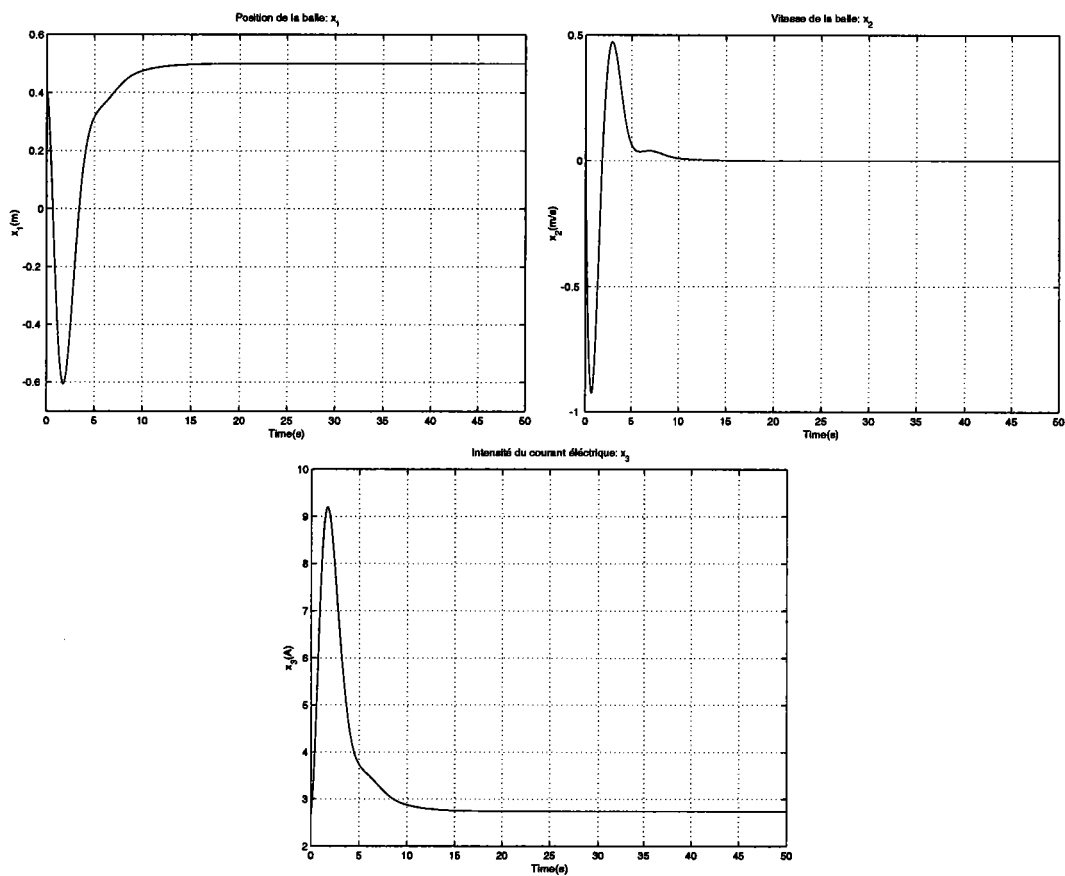 Position de la balle: x1
0.6
0.4
0.2
0
-0.2
-0.4
-0.6
x1(m)
0 5 10 15 20 25 30 35 40 45 50
Time(s)
Vitesse de la balle: x2
0.5
0
-0.5
-1
x2(m/s)
0 5 10 15 20 25 30 35 40 45 50
Time(s)
Intensité du courant éléctrique: x3
10
9
8
7
6
5
4
3
2
x3(A)
0 5 10 15 20 25 30 35 40 45 50
Time(s)